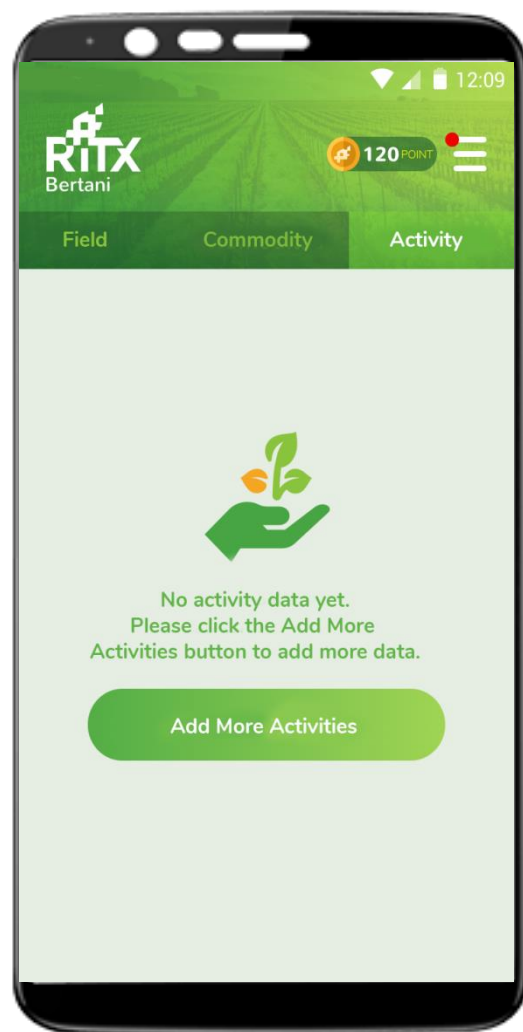 12:09
RiTX
Bertani
120 POINT
Field Commodity Activity
No activity data yet.
Please click the Add More
Activities button to add more data.
Add More Activities